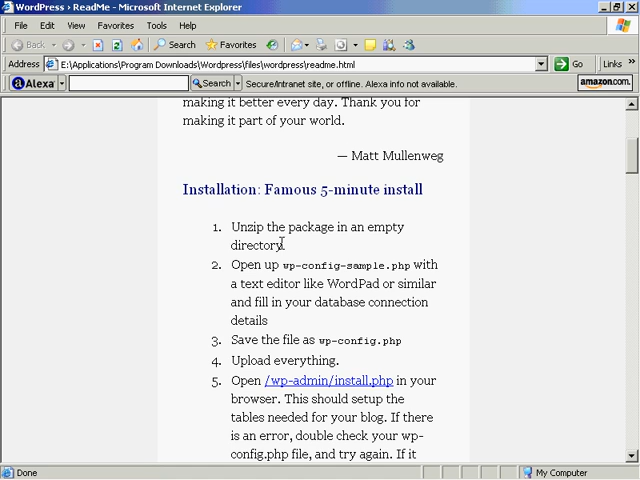 WordPress › ReadMe - Microsoft Internet Explorer
File Edit View Favorites Tools Help
Back Search Favorites
Address E:\Applications\Program Downloads\Wordpress\files\wordpress\readme.html Go Links »
Alexa Search Secure/intranet site, or offline. Alexa info not available. amazon.com.
making it better every day. Thank you for
making it part of your world.
— Matt Mullenweg
Installation: Famous 5-minute install
1. Unzip the package in an empty
directory
2. Open up wp-config-sample.php with
a text editor like WordPad or similar
and fill in your database connection
details
3. Save the file as wp-config.php
4. Upload everything.
5. Open /wp-admin/install.php in your
browser. This should setup the
tables needed for your blog. If there
is an error, double check your wp-
config.php file, and try again. If it
Done My Computer